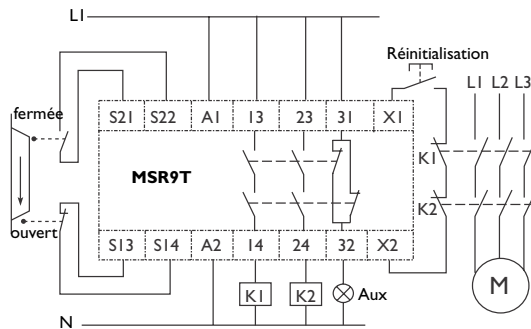 L1
Réinitialisation
L1 L2 L3
fermée
S21 S22 A1 13 23 31 X1
MSR9T
K1
K2
ouvert
S13 S14 A2 14 24 32 X2
K1 K2 Aux
M
N